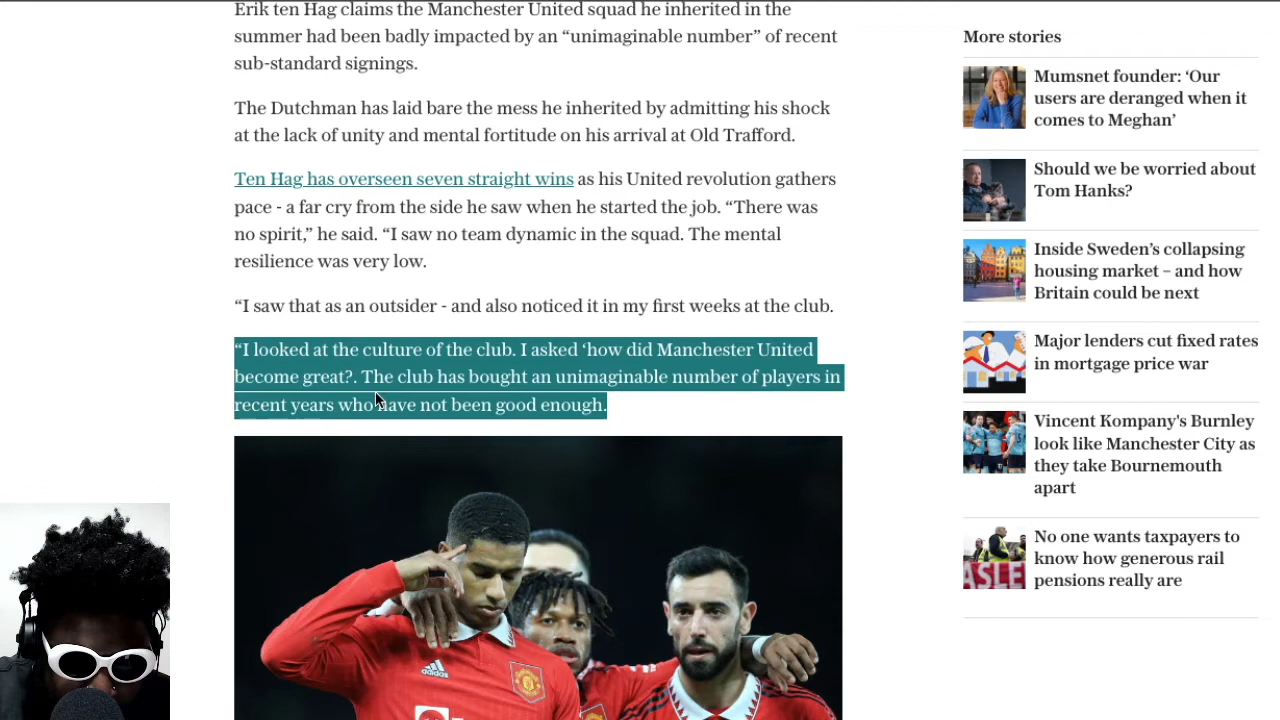 Erik ten Hag claims the Manchester United squad he inherited in the
summer had been badly impacted by an “unimaginable number” of recent
sub-standard signings.
The Dutchman has laid bare the mess he inherited by admitting his shock
at the lack of unity and mental fortitude on his arrival at Old Trafford.
Ten Hag has overseen seven straight wins as his United revolution gathers
pace - a far cry from the side he saw when he started the job. “There was
no spirit,” he said. “I saw no team dynamic in the squad. The mental
resilience was very low.
“I saw that as an outsider - and also noticed it in my first weeks at the club.
“I looked at the culture of the club. I asked ‘how did Manchester United
become great?. The club has bought an unimaginable number of players in
recent years who have not been good enough.
adidas
More stories
Mumsnet founder: ‘Our
users are deranged when it
comes to Meghan’
Should we be worried about
Tom Hanks?
Inside Sweden’s collapsing
housing market – and how
Britain could be next
Major lenders cut fixed rates
in mortgage price war
Vincent Kompany's Burnley
look like Manchester City as
they take Bournemouth
apart
No one wants taxpayers to
know how generous rail
pensions really are
ASLE